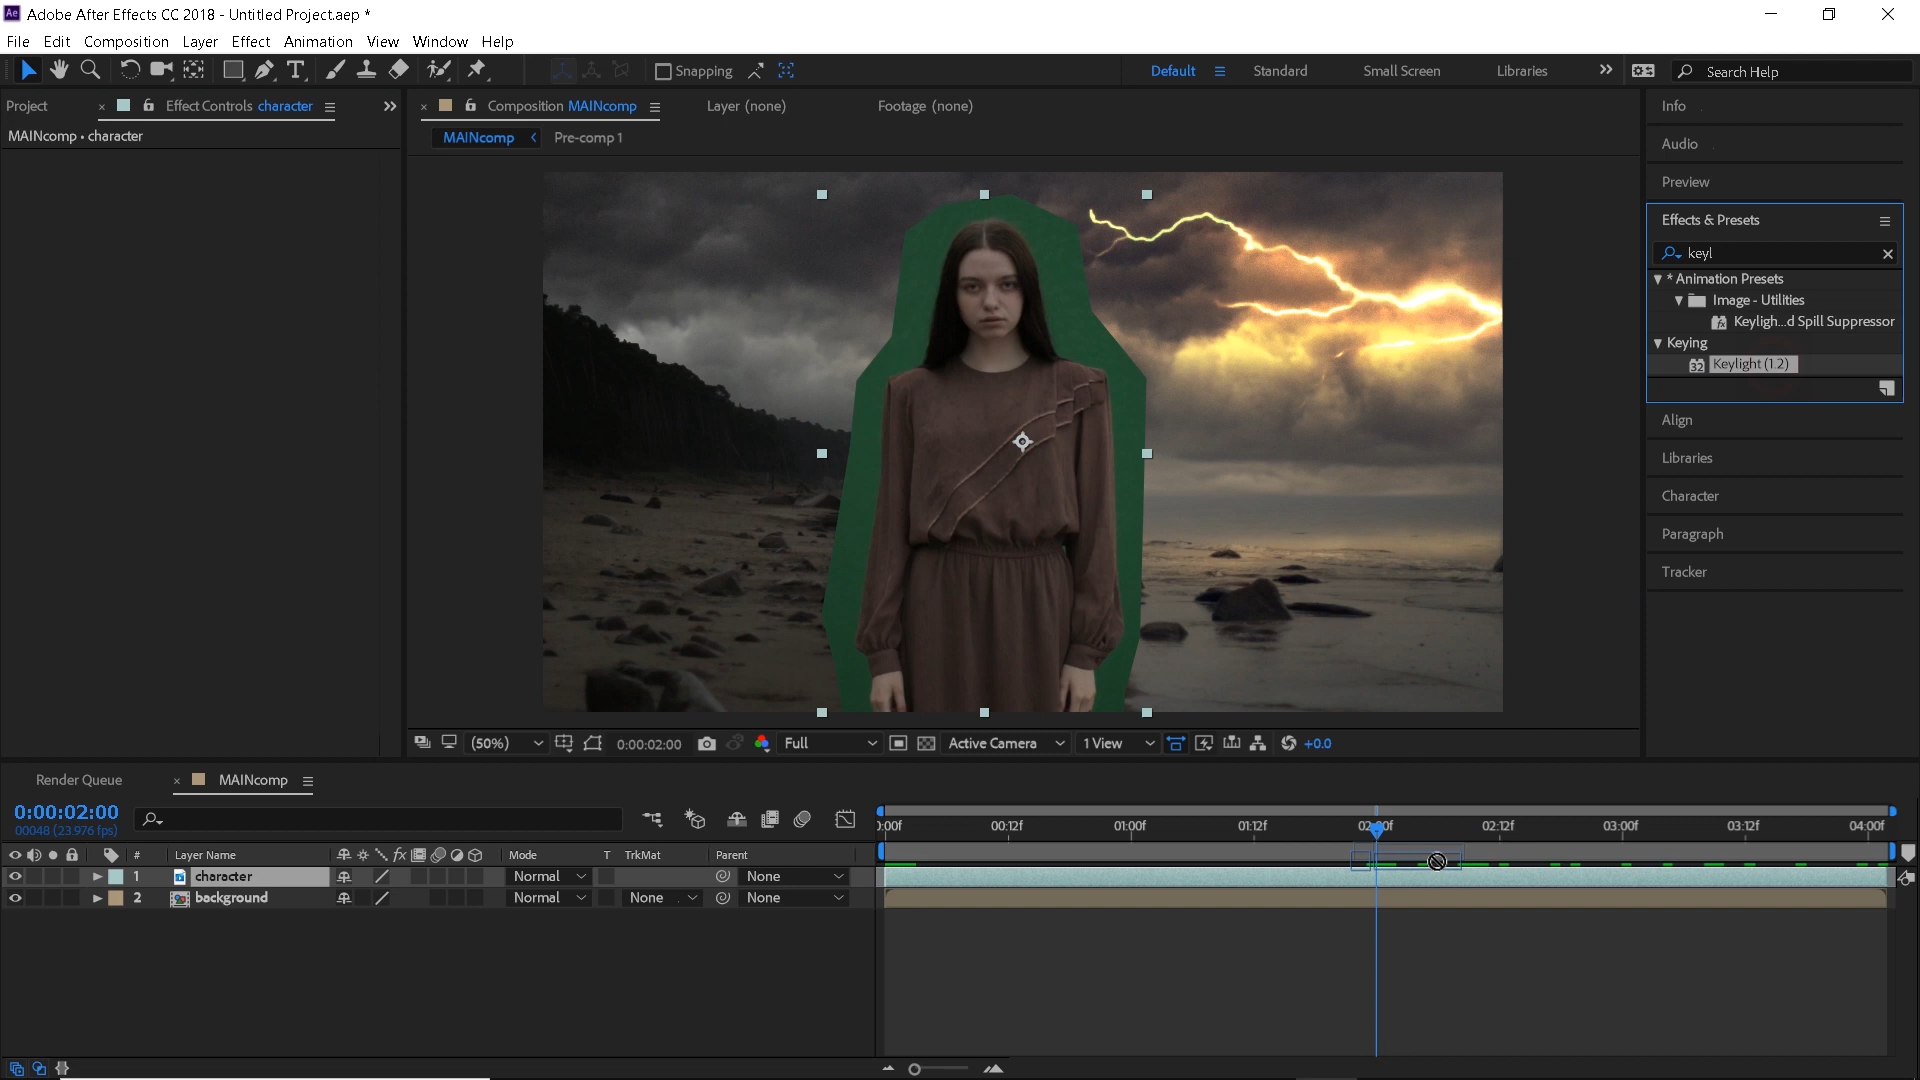 Ae Adobe After Effects CC 2018 - Untitled Project.aep *
File Edit Composition Layer Effect Animation View Window Help
Snapping Default Standard Small Screen Libraries Search Help
Project Effect Controls character Composition MAINcomp Layer (none) Footage (none)
MAINcomp • character
MAINcomp Pre-comp 1
Info
Audio
Preview
Effects & Presets
keyl
* Animation Presets
Image - Utilities
Keyligh...d Spill Suppressor
Keying
32 Keylight (1.2)
Align
Libraries
Character
Paragraph
Tracker
(50%) 0:00:02:00 Full Active Camera 1 View +0.0
Render Queue MAINcomp
0:00:02:00
00048 (23.976 fps)
0:00f 00:12f 01:00f 01:12f 02:00f 02:12f 03:00f 03:12f 04:00f
# Layer Name fx Mode T TrkMat Parent
1 character Normal None
2 background Normal None None